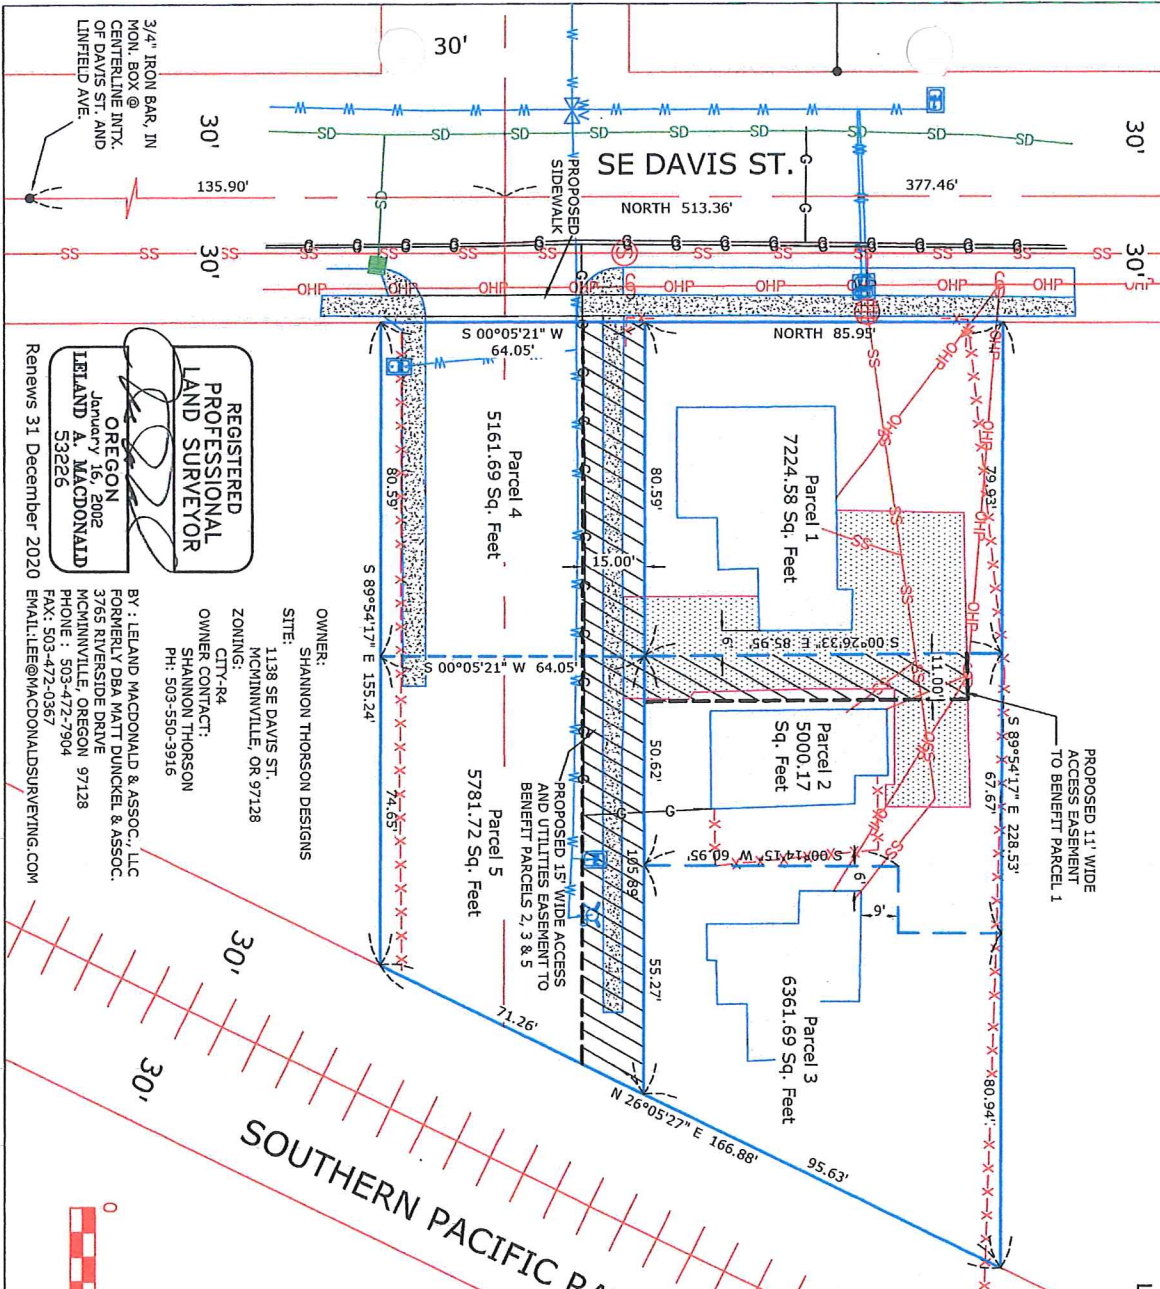 3/4" IRON BAR, IN
MON. BOX @
CENTERLINE INTX.
OF DAVIS ST. AND
LINFIELD AVE.
30'
30'
30'
30'
30'
135.90'
SE DAVIS ST.
NORTH 513.36'
377.46'
PROPOSED
SIDEWALK
S 00°05'21" W
64.05'
NORTH 85.95'
Parcel 1
7224.58 Sq. Feet
Parcel 4
5161.69 Sq. Feet
80.59'
80.59'
79.93'
15.00'
S 00°26'33" E 85.95'
6'
11.00'
S 00°05'21" W 64.05'
S 89°54'17" E 155.24'
S 89°54'17" E 228.53'
67.67'
PROPOSED 11' WIDE
ACCESS EASEMENT
TO BENEFIT PARCEL 1
Parcel 2
5000.17
Sq. Feet
50.62'
105.89'
S 00°14'15" W 60.95'
6'
6'
Parcel 5
5781.72 Sq. Feet
74.65'
PROPOSED 15' WIDE ACCESS
AND UTILITIES EASEMENT TO
BENEFIT PARCELS 2, 3 & 5
Parcel 3
6361.69 Sq. Feet
55.27'
80.94'
71.26'
N 26°05'27" E 166.88'
95.63'
REGISTERED
PROFESSIONAL
LAND SURVEYOR
OREGON
January 16, 2002
LELAND A. MACDONALD
53226
Renews 31 December 2020
OWNER:
SHANNON THORSON DESIGNS
SITE:
1138 SE DAVIS ST.
MCMINNVILLE, OR 97128
ZONING:
CITY-R4
OWNER CONTACT:
SHANNON THORSON
PH: 503-550-3916
BY : LELAND MACDONALD & ASSOC., LLC
FORMERLY DBA MATT DUNCKEL & ASSOC.
3765 RIVERSIDE DRIVE
MCMINNVILLE, OREGON 97128
PHONE : 503-472-7904
FAX: 503-472-0367
EMAIL:LEE@MACDONALDSURVEYING.COM
30'
30'
SOUTHERN PACIFIC
0